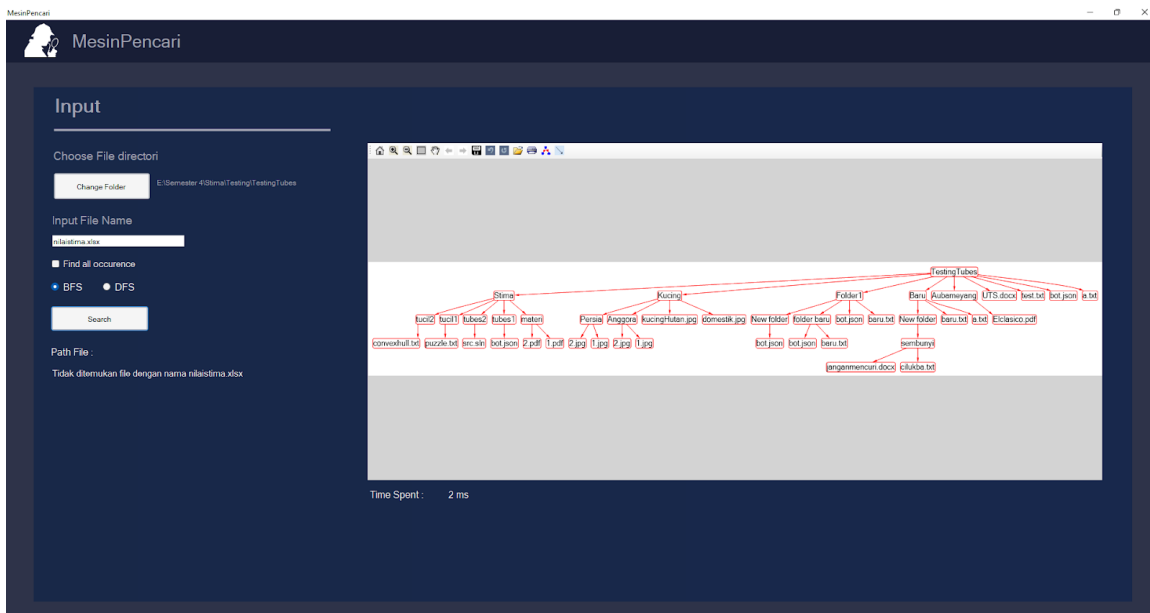 MesinPencari
MesinPencari
Input
Choose File directori
Change Folder E:\Semester 4\Stima\Testing\TestingTubes
Input File Name
nilaistima.xlsx
Find all occurence
BFS DFS
Search
Path File :
Tidak ditemukan file dengan nama nilaistima.xlsx
TestingTubes
Stima Kucing Folder1 Baru Aubameyang UTS.docx test.txt bot.json a.txt
tucil2 tucil1 tubes2 tubes1 materi Persia Anggora kucingHutan.jpg domestik.jpg New folder folder baru bot.json baru.txt New folder baru.txt a.txt Elclasico.pdf
convexhull.txt puzzle.txt src.sln bot.json 2.pdf 1.pdf 2.jpg 1.jpg 2.jpg 1.jpg bot.json bot.json baru.txt sembunyi
janganmencuri.docx cilukba.txt
Time Spent : 2 ms